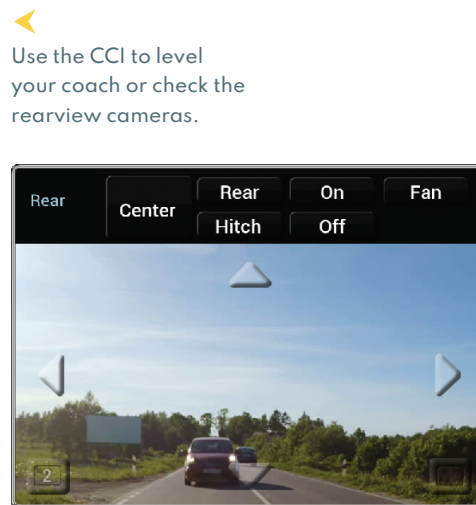 Use the CCI to level
your coach or check the
rearview cameras.
Rear
Center
Rear
On
Fan
Hitch
Off
2